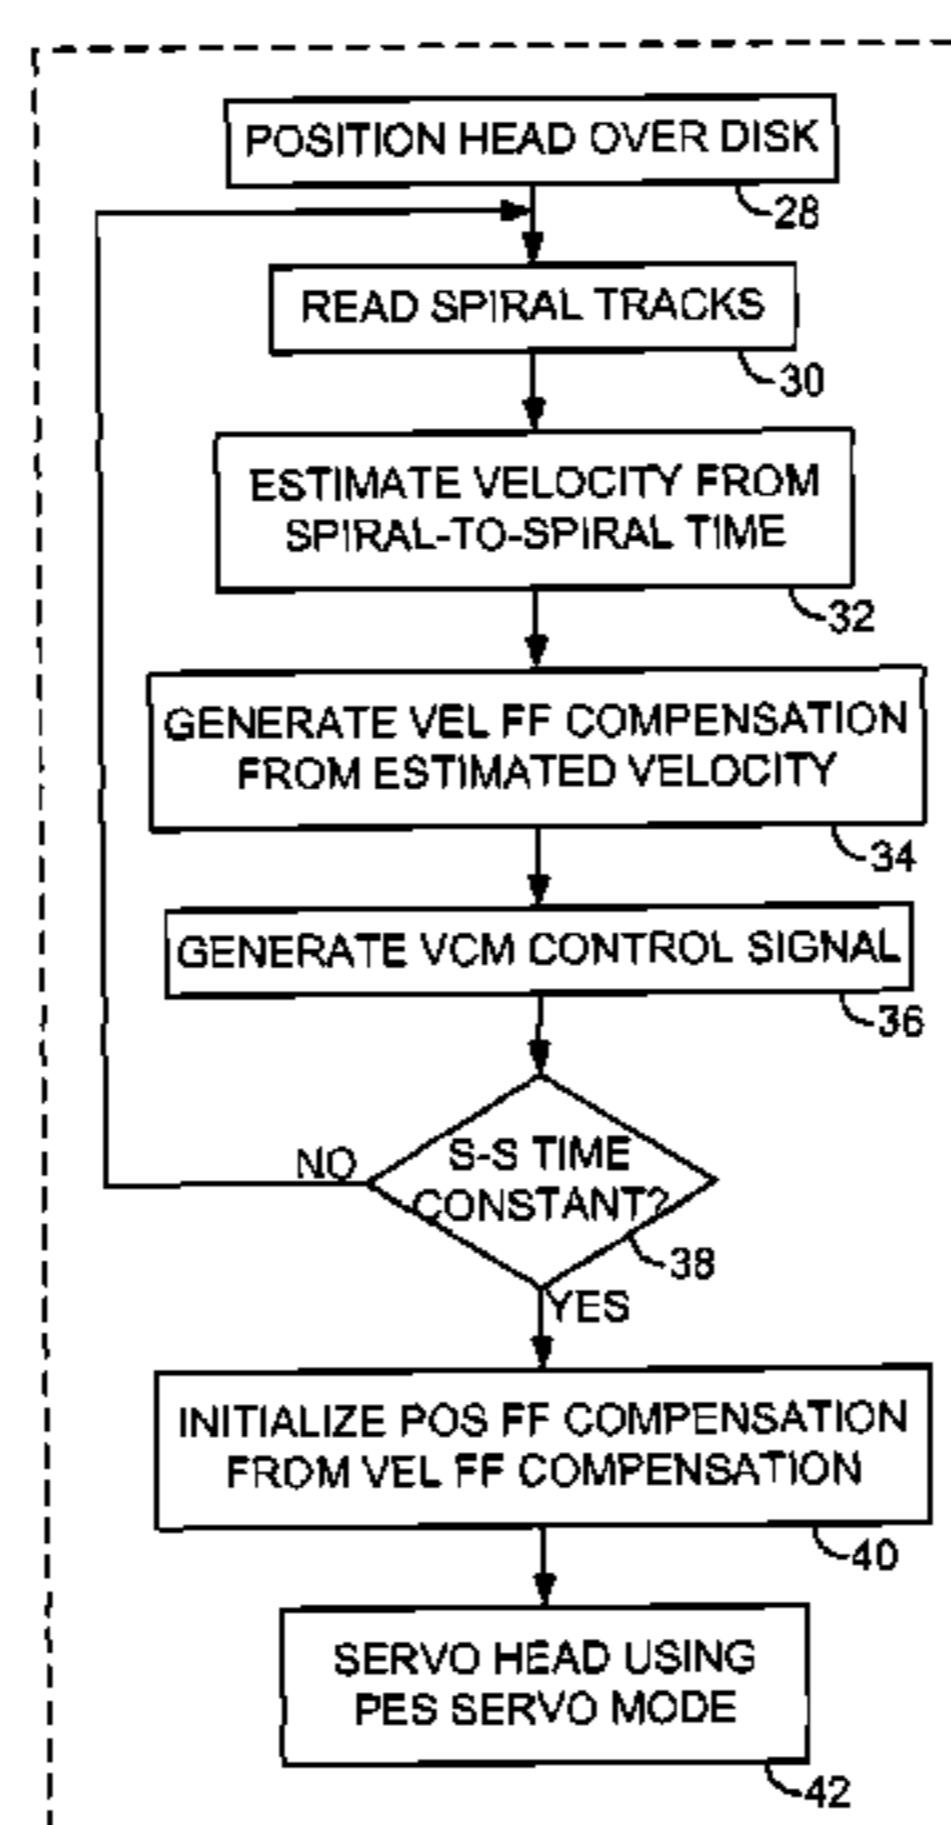 POSITION HEAD OVER DISK
28
READ SPIRAL TRACKS
30
ESTIMATE VELOCITY FROM
SPIRAL-TO-SPIRAL TIME
32
GENERATE VEL FF COMPENSATION
FROM ESTIMATED VELOCITY
34
GENERATE VCM CONTROL SIGNAL
36
S-S TIME
CONSTANT?
NO
38
YES
INITIALIZE POS FF COMPENSATION
FROM VEL FF COMPENSATION
40
SERVO HEAD USING
PES SERVO MODE
42